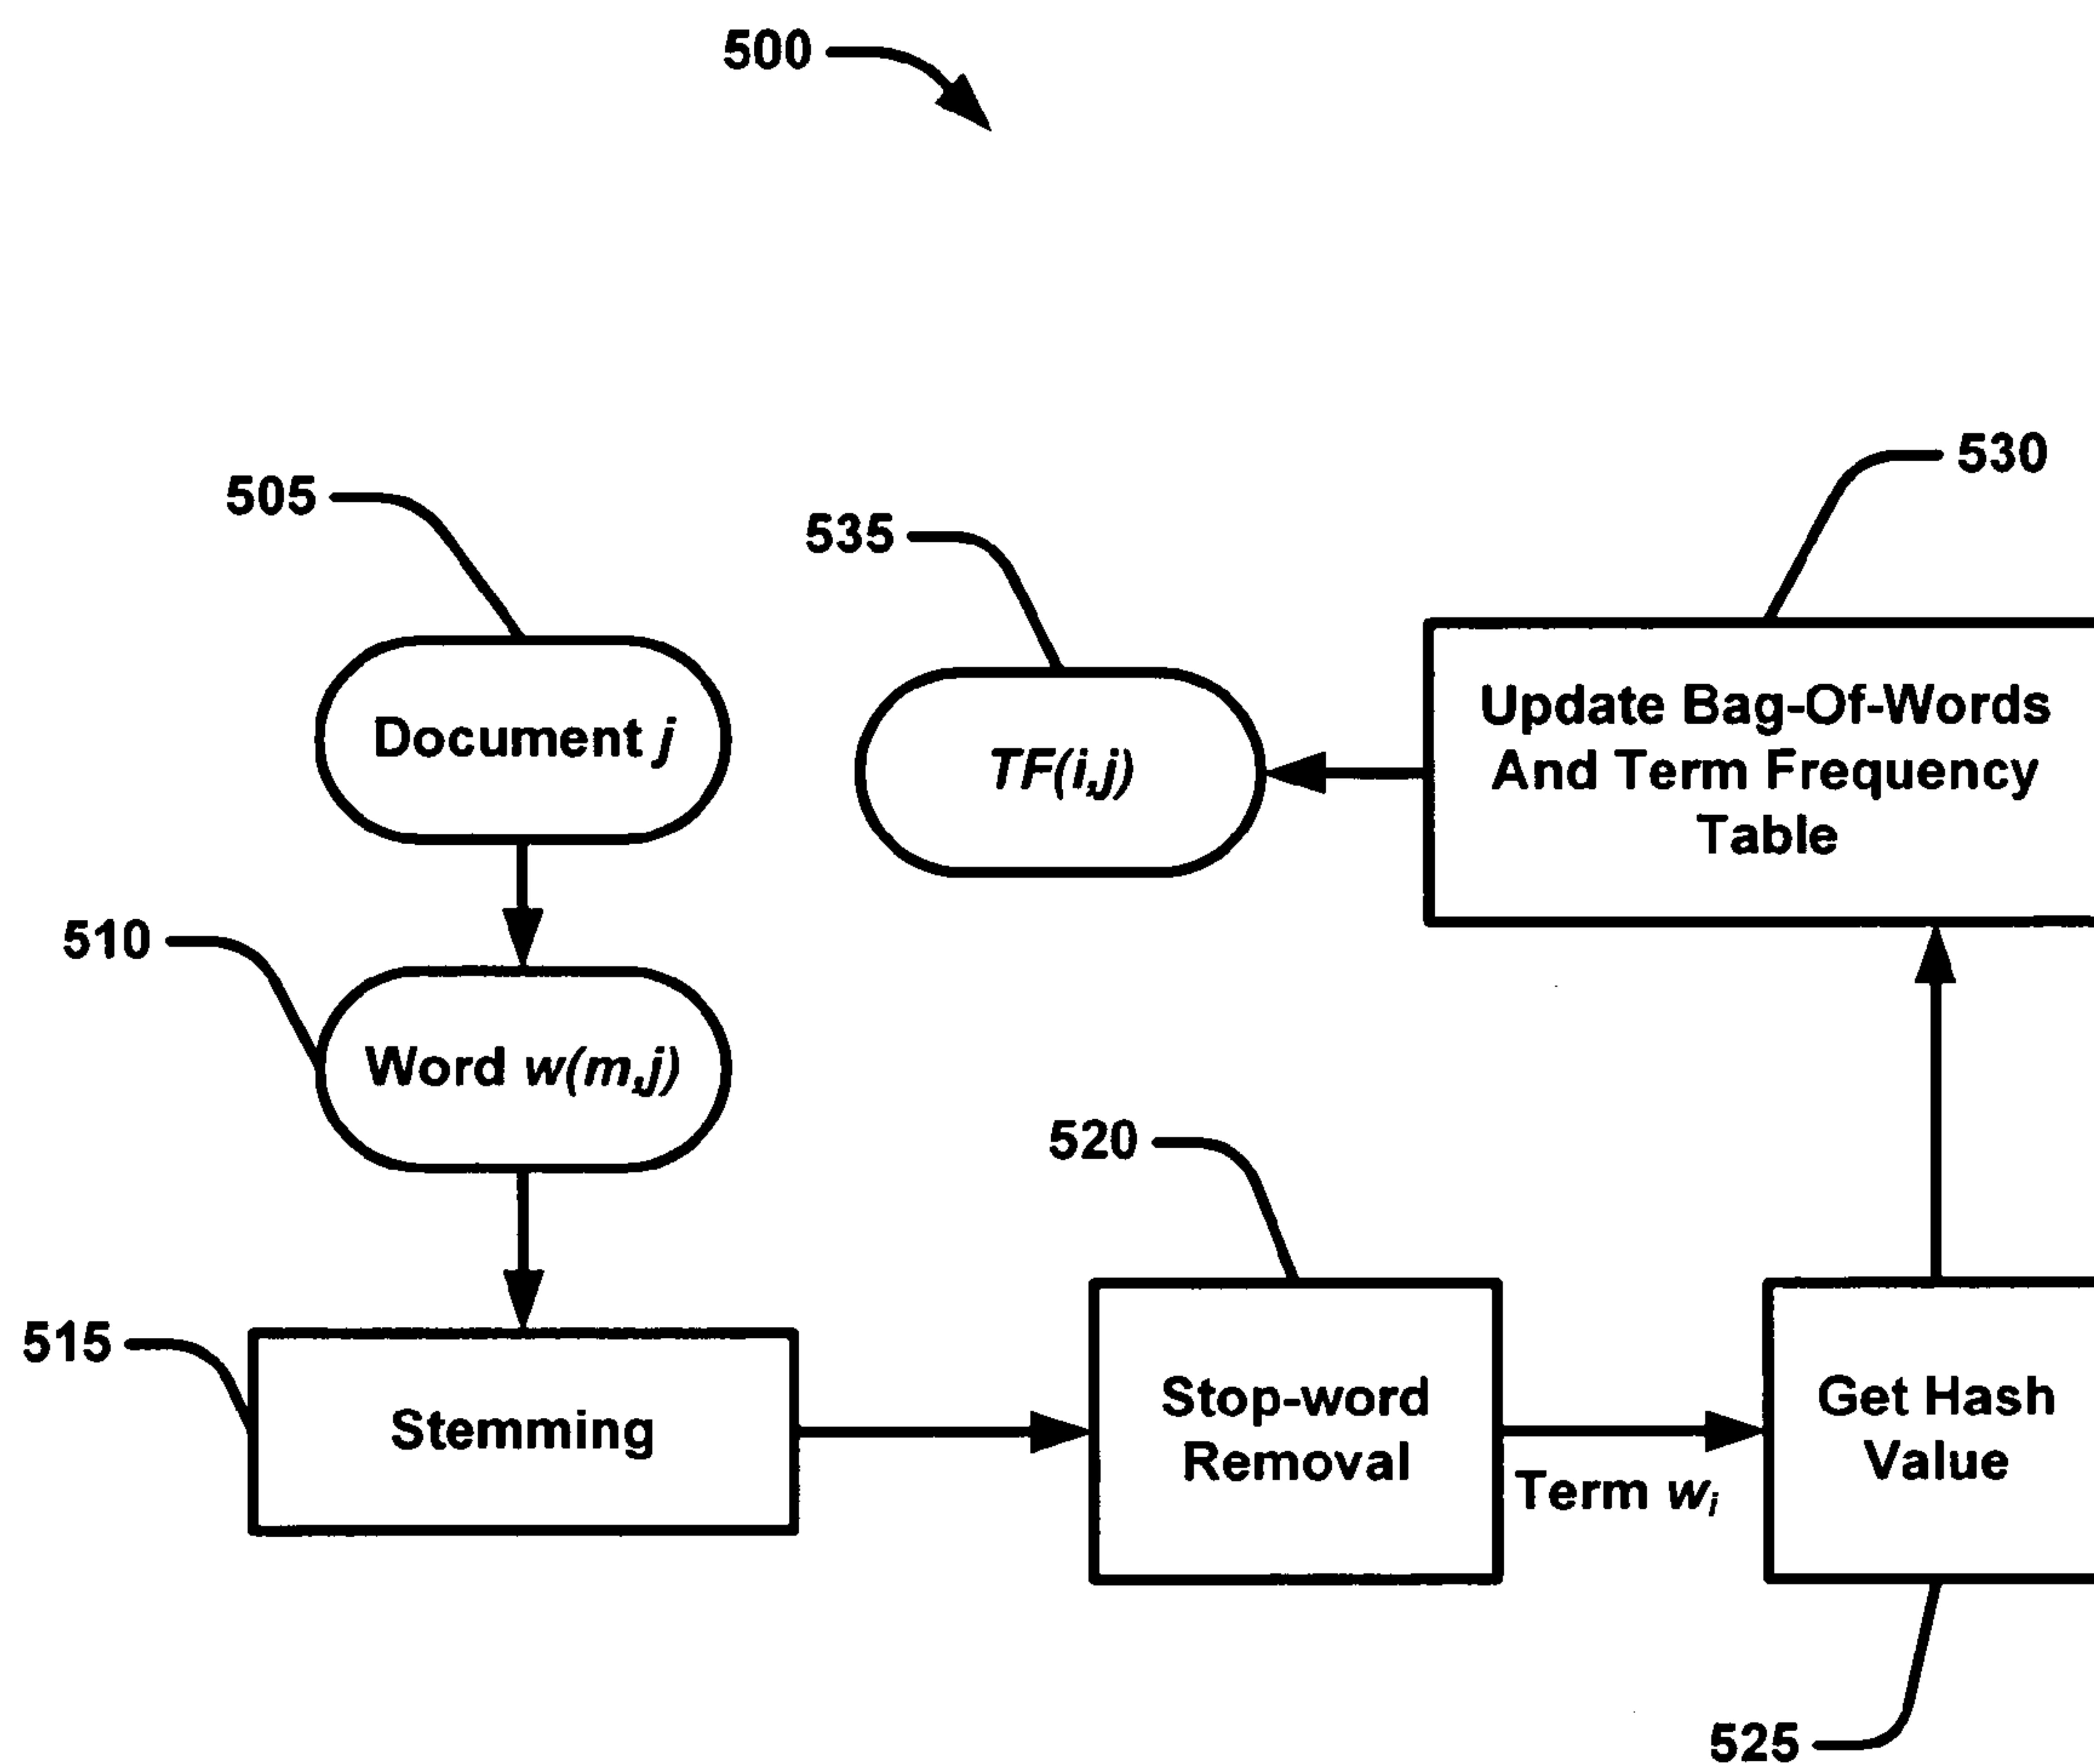 500
505
535
530
Document j
TF(i,j)
Update Bag-Of-Words
And Term Frequency
Table
510
Word w(m,j)
520
515
Stemming
Stop-word
Removal
Term wᵢ
Get Hash
Value
525